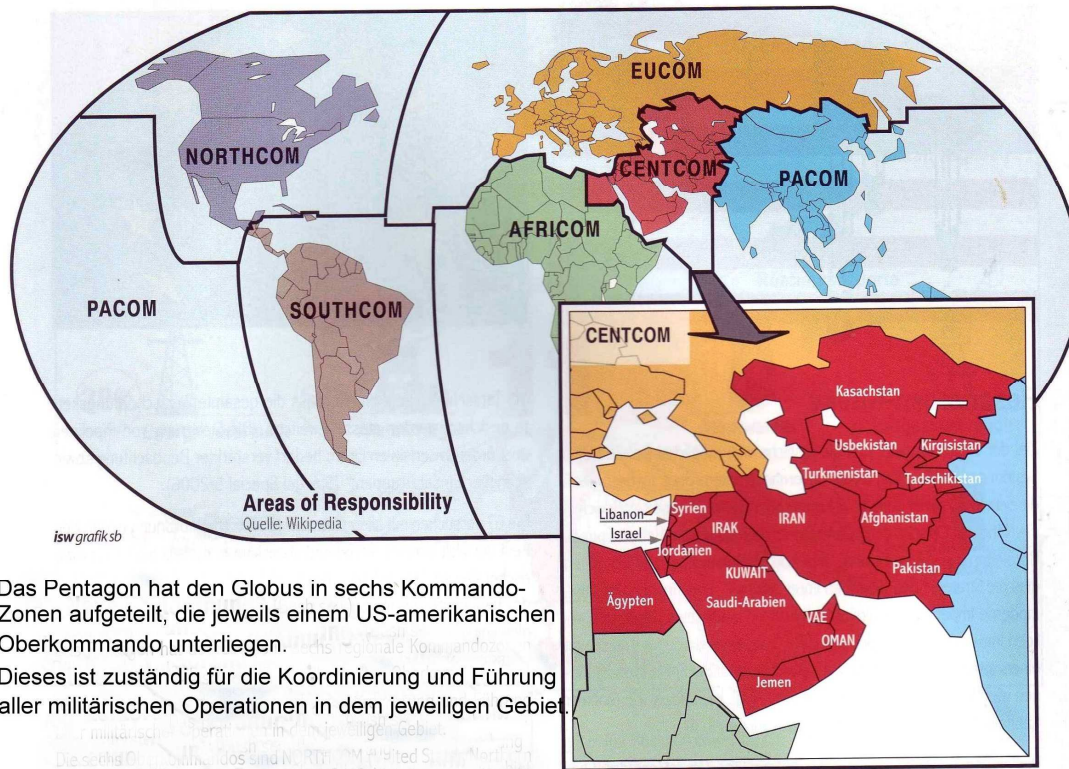 EUCOM
NORTHCOM
CENTCOM
PACOM
AFRICOM
PACOM
SOUTHCOM
Areas of Responsibility
Quelle: Wikipedia
isw grafik sb
CENTCOM
Kasachstan
Usbekistan
Kirgisistan
Turkmenistan
Tadschikistan
Libanon
Syrien
IRAK
IRAN
Afghanistan
Israel
Jordanien
Pakistan
KUWAIT
Ägypten
Saudi-Arabien
VAE
OMAN
Jemen
Das Pentagon hat den Globus in sechs Kommando-
Zonen aufgeteilt, die jeweils einem US-amerikanischen
Oberkommando unterliegen.
Dieses ist zuständig für die Koordinierung und Führung
aller militärischen Operationen in dem jeweiligen Gebiet.